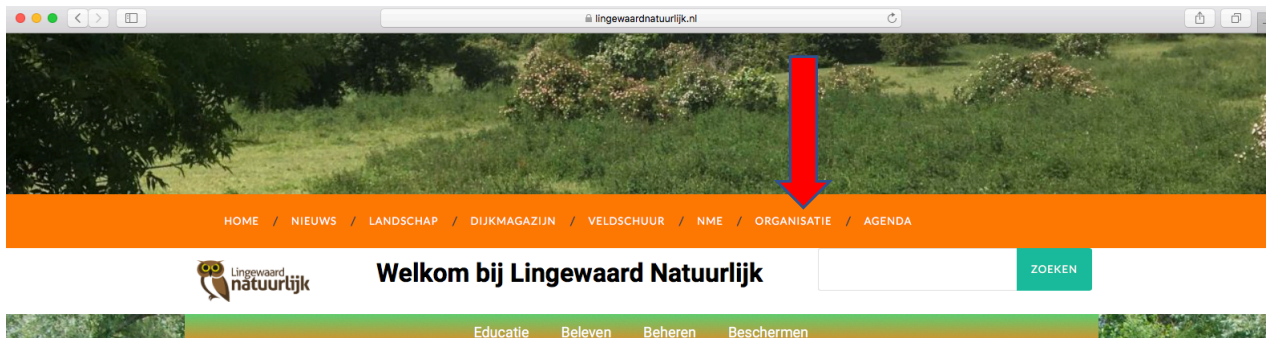 lingewaardnatuurlijk.nl
HOME / NIEUWS / LANDSCHAP / DIJKMAGAZIJN / VELDSCHUUR / NME / ORGANISATIE / AGENDA
Lingewaard
natuurlijk
Welkom bij Lingewaard Natuurlijk
ZOEKEN
Educatie Beleven Beheren Beschermen